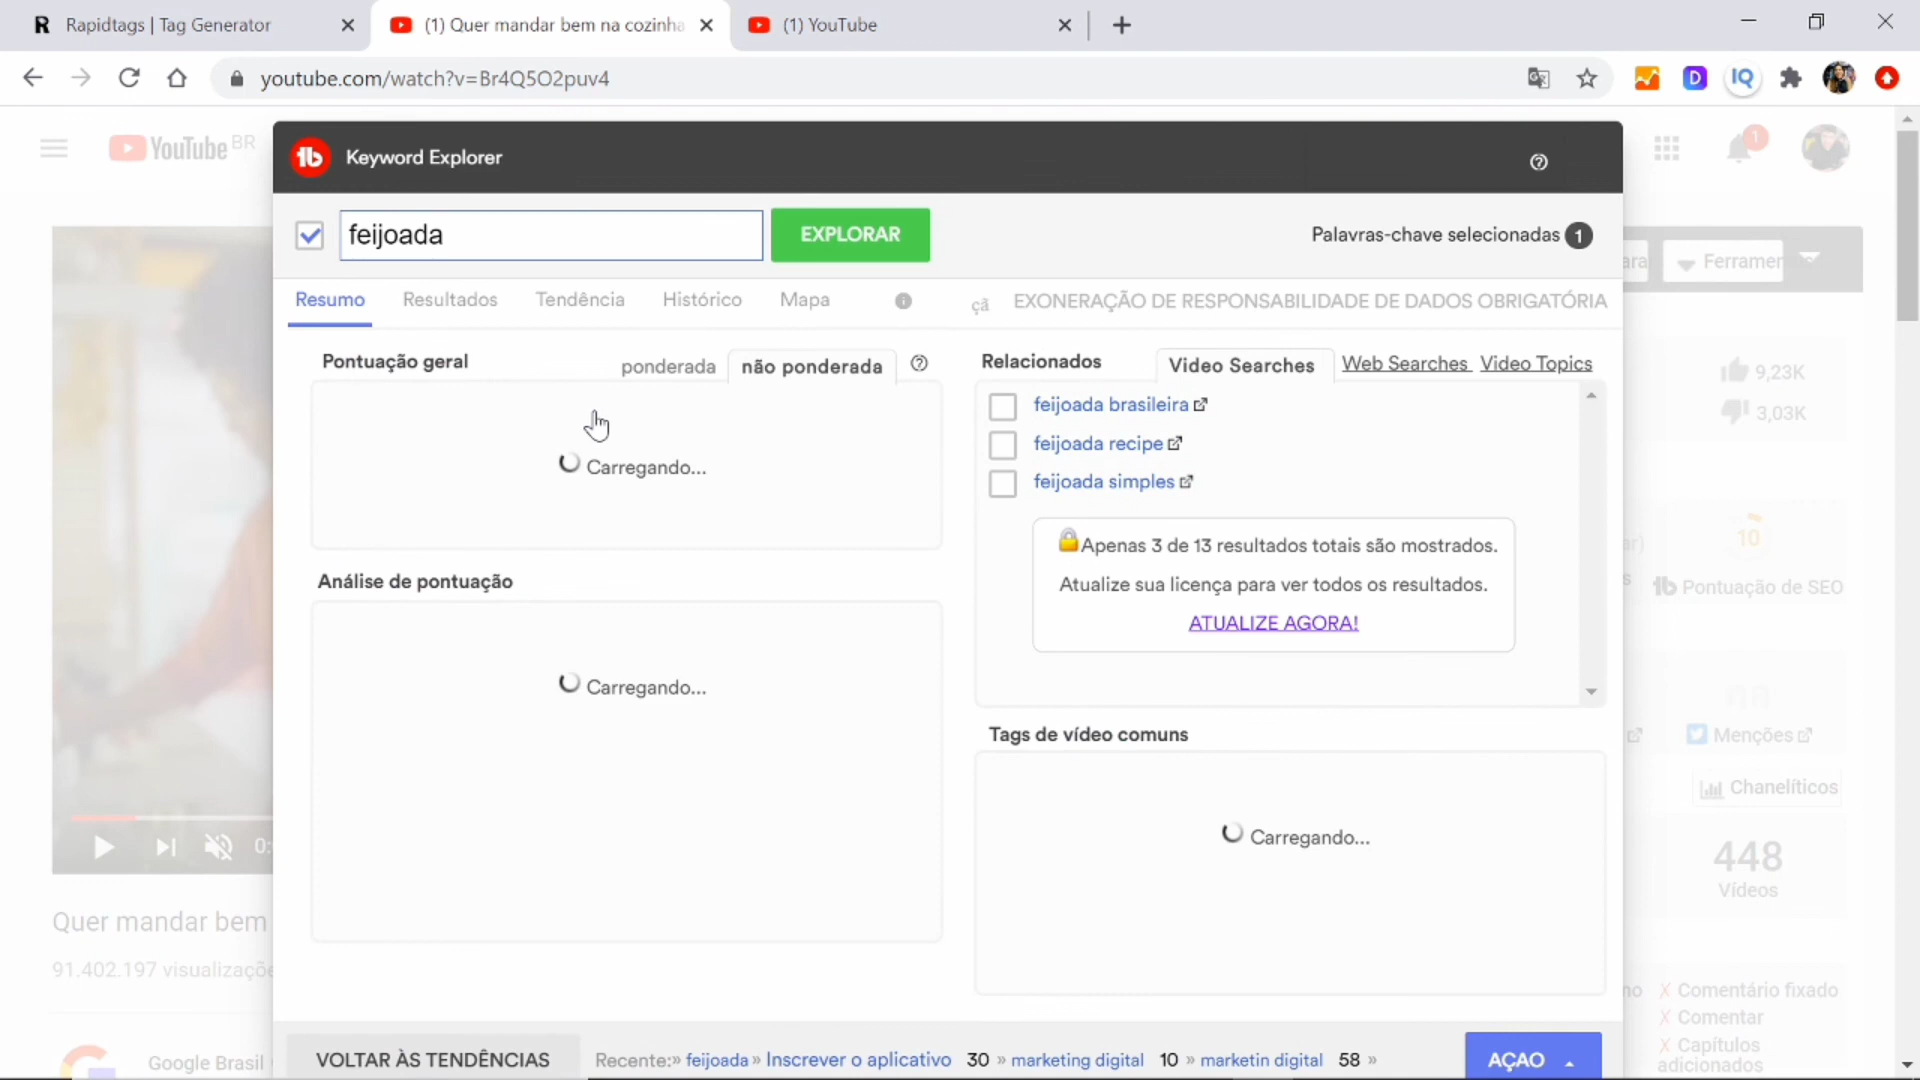 Rapidtags | Tag Generator
(1) Quer mandar bem na cozinha
(1) YouTube
youtube.com/watch?v=Br4Q5O2puv4
YouTube BR
1
Keyword Explorer
feijoada
EXPLORAR
Palavras-chave selecionadas 1
Resumo
Resultados
Tendência
Histórico
Mapa
çã
EXONERAÇÃO DE RESPONSABILIDADE DE DADOS OBRIGATÓRIA
Ferramen
Pontuação geral
ponderada
não ponderada
Carregando...
Análise de pontuação
Carregando...
Relacionados
Video Searches
Web Searches
Video Topics
feijoada brasileira
feijoada recipe
feijoada simples
Apenas 3 de 13 resultados totais são mostrados.
Atualize sua licença para ver todos os resultados.
ATUALIZE AGORA!
Tags de vídeo comuns
Carregando...
9,23K
3,03K
10
Pontuação de SEO
Menções
Chanelíticos
448
Vídeos
Comentário fixado
Comentar
Capítulos
adicionados
Quer mandar bem
91.402.197 visualizaçõe
Google Brasil
VOLTAR ÀS TENDÊNCIAS
Recente:» feijoada » Inscrever o aplicativo 30 » marketing digital 10 » marketin digital 58 »
AÇAO